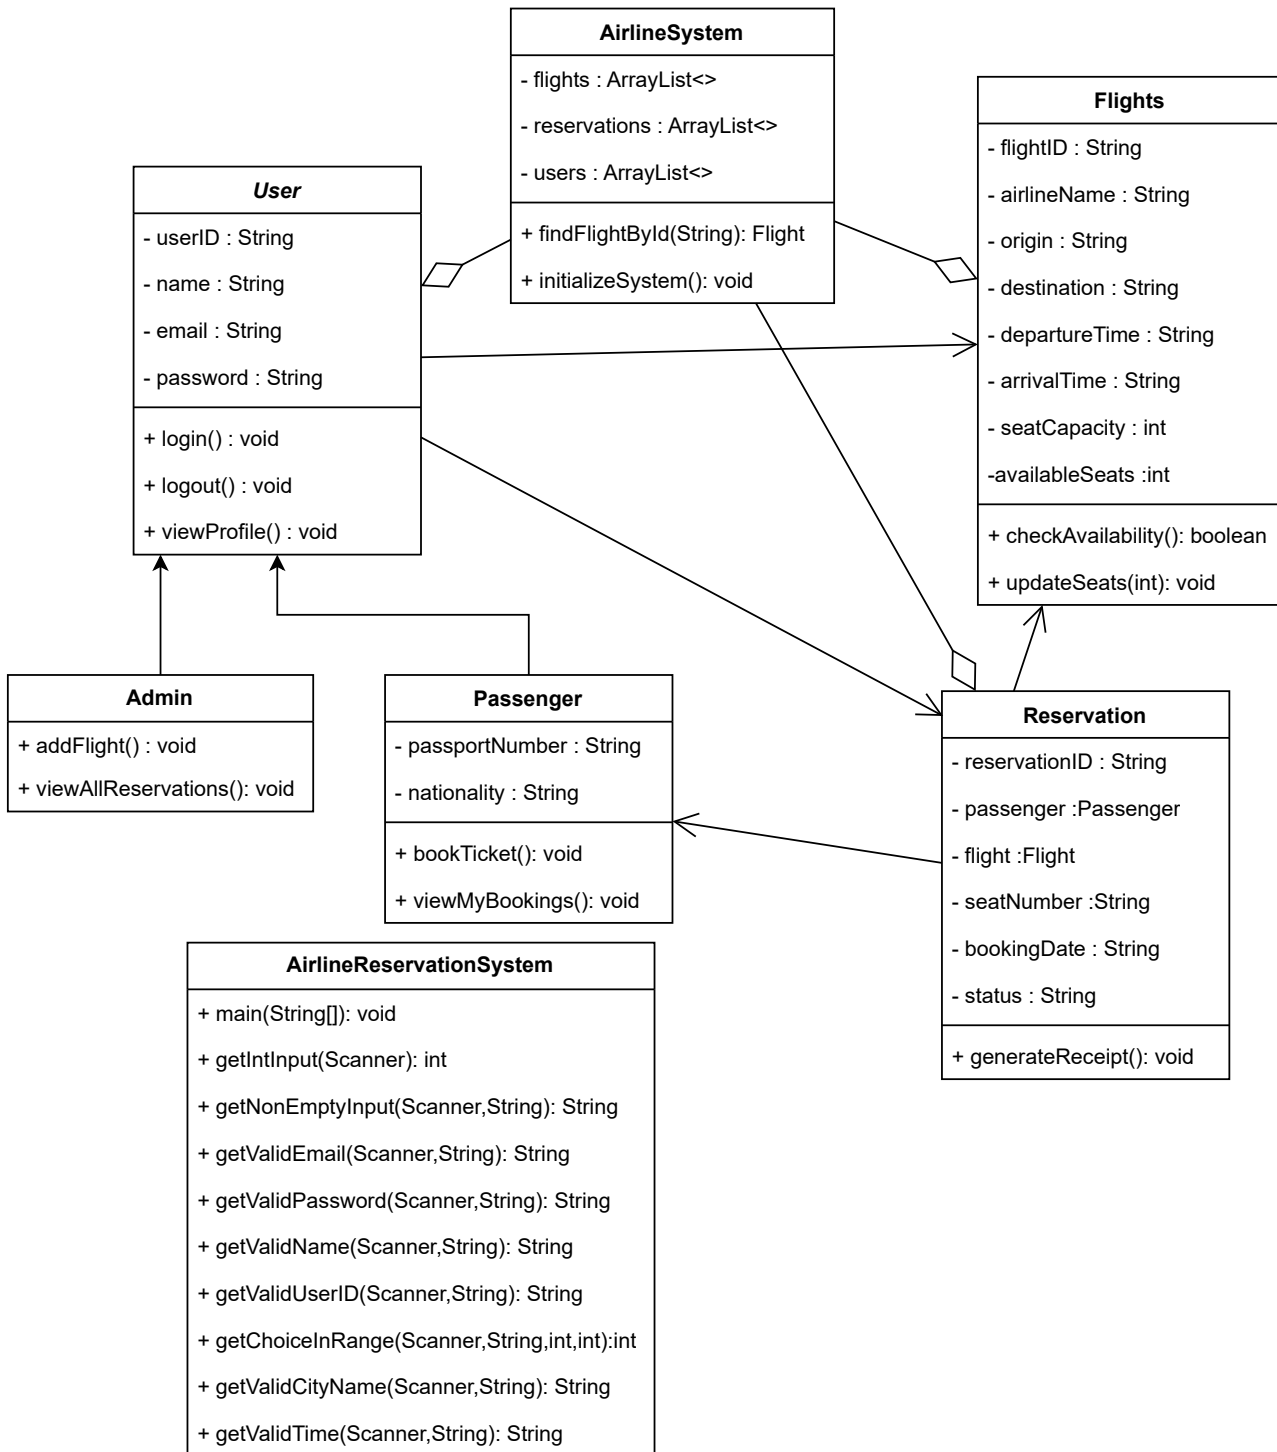 AirlineSystem
- flights : ArrayList<>
- reservations : ArrayList<>
- users : ArrayList<>
+ findFlightById(String): Flight
+ initializeSystem(): void
Flights
- flightID : String
- airlineName : String
- origin : String
- destination : String
- departureTime : String
- arrivalTime : String
- seatCapacity : int
-availableSeats :int
+ checkAvailability(): boolean
+ updateSeats(int): void
User
- userID : String
- name : String
- email : String
- password : String
+ login() : void
+ logout() : void
+ viewProfile() : void
Admin
+ addFlight() : void
+ viewAllReservations(): void
Passenger
- passportNumber : String
- nationality : String
+ bookTicket(): void
+ viewMyBookings(): void
Reservation
- reservationID : String
- passenger :Passenger
- flight :Flight
- seatNumber :String
- bookingDate : String
- status : String
+ generateReceipt(): void
AirlineReservationSystem
+ main(String[]): void
+ getIntInput(Scanner): int
+ getNonEmptyInput(Scanner,String): String
+ getValidEmail(Scanner,String): String
+ getValidPassword(Scanner,String): String
+ getValidName(Scanner,String): String
+ getValidUserID(Scanner,String): String
+ getChoiceInRange(Scanner,String,int,int):int
+ getValidCityName(Scanner,String): String
+ getValidTime(Scanner,String): String